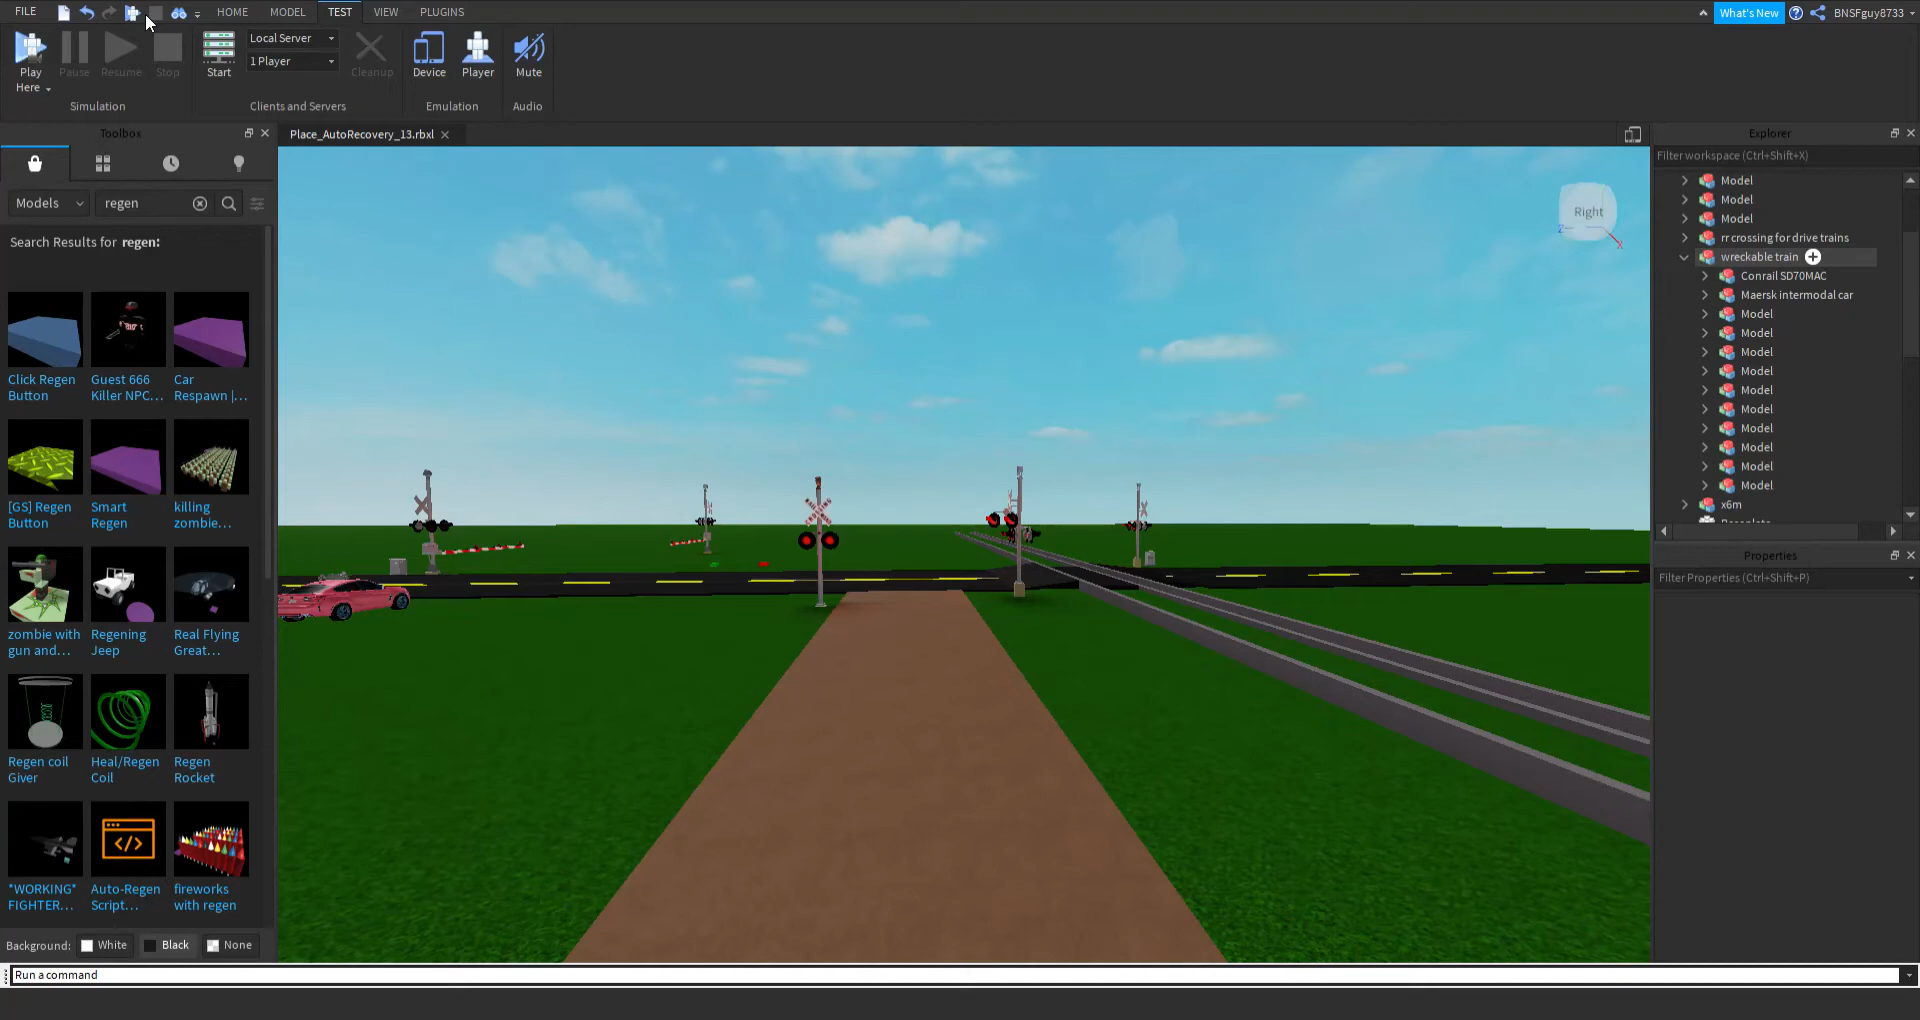 FILE
HOME
MODEL
TEST
VIEW
PLUGINS
What's New
BNSFguy8733
Play
Here
Pause
Resume
Stop
Start
Local Server
1 Player
Cleanup
Device
Player
Mute
Simulation
Clients and Servers
Emulation
Audio
Toolbox
Place_AutoRecovery_13.rbxl
Models
regen
Search Results for regen:
Click Regen
Button
Guest 666
Killer NPC...
Car
Respawn |...
[GS] Regen
Button
Smart
Regen
killing
zombie...
zombie with
gun and...
Regening
Jeep
Real Flying
Great...
Regen coil
Giver
Heal/Regen
Coil
Regen
Rocket
*WORKING*
FIGHTER...
Auto-Regen
Script...
fireworks
with regen
Background:
White
Black
None
Run a command
Right
Z
X
Explorer
Filter workspace (Ctrl+Shift+X)
Model
Model
Model
rr crossing for drive trains
wreckable train
Conrail SD70MAC
Maersk intermodal car
Model
Model
Model
Model
Model
Model
Model
Model
Model
Model
x6m
Baseplate
Properties
Filter Properties (Ctrl+Shift+P)